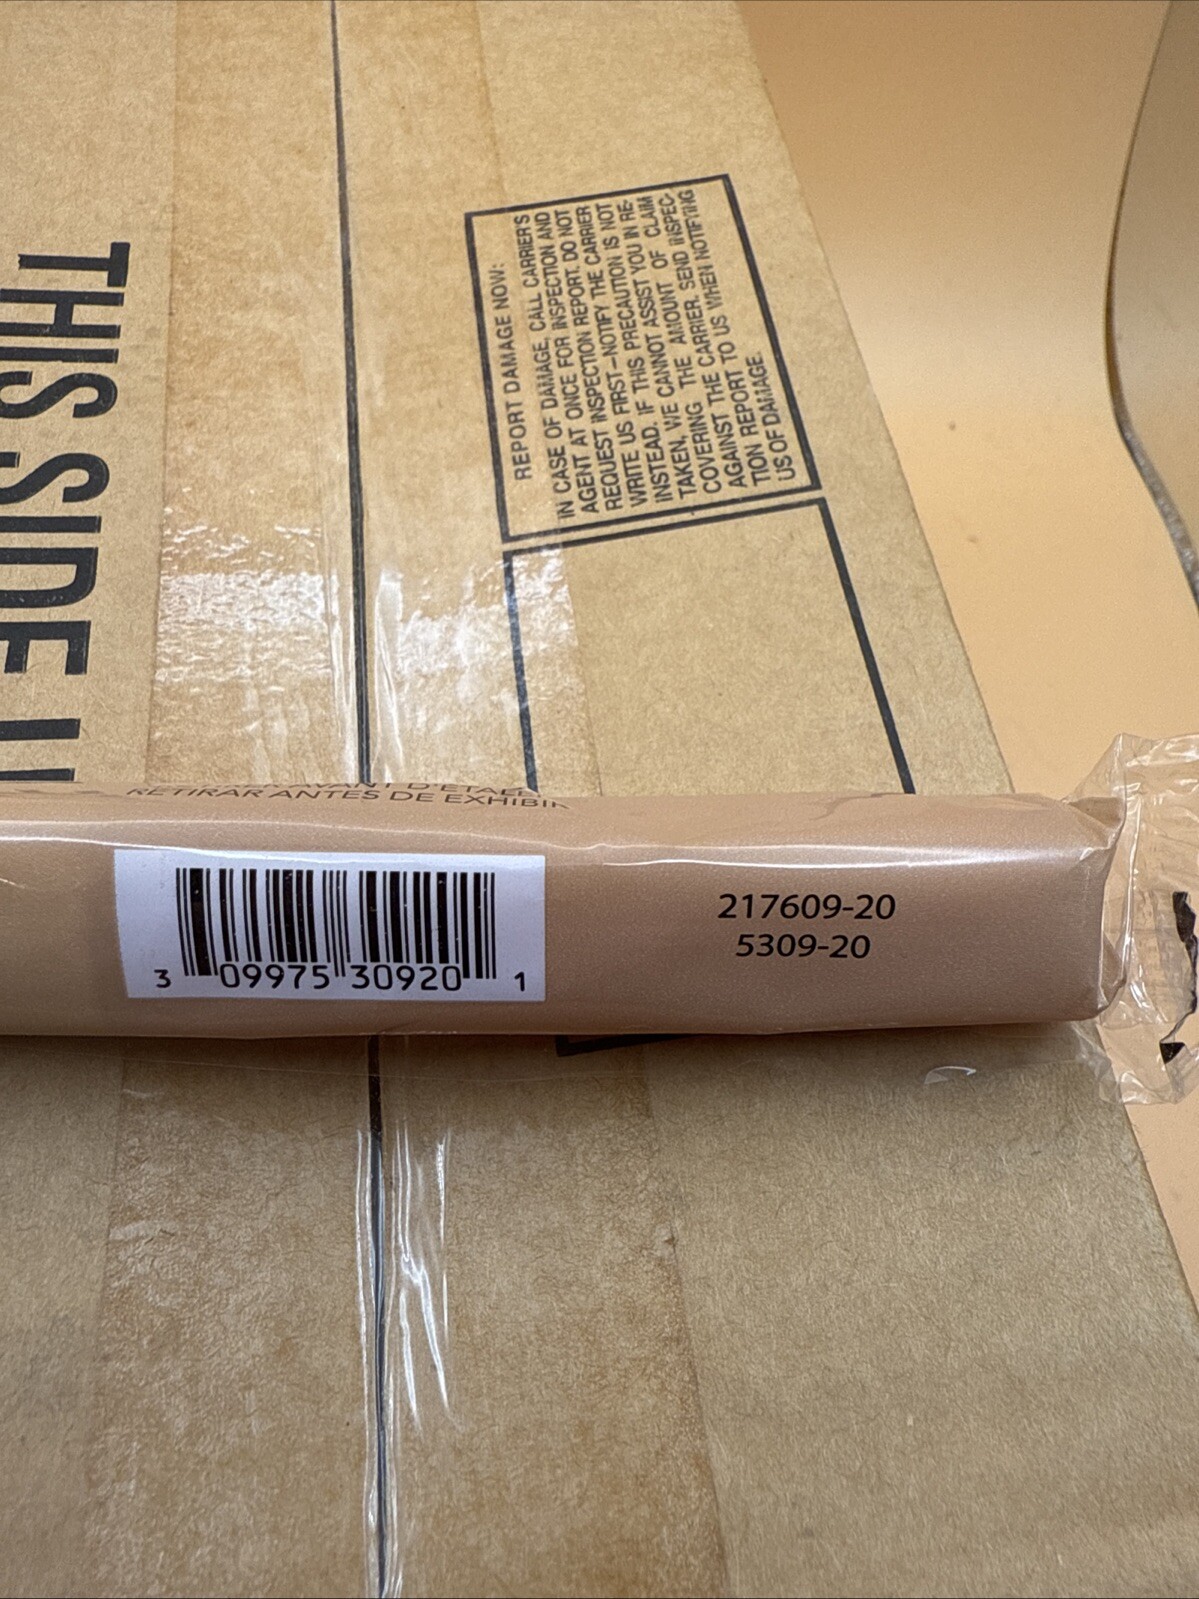 THIS SIDE
REPORT DAMAGE NOW:
IN CASE OF DAMAGE, CALL CARRIER'S
AGENT AT ONCE FOR INSPECTION AND
REQUEST INSPECTION REPORT. DO NOT
WRITE US FIRST—NOTIFY THE CARRIER
INSTEAD. IF THIS PRECAUTION IS NOT
TAKEN, WE CANNOT ASSIST YOU IN RE-
COVERING THE AMOUNT OF CLAIM
AGAINST THE CARRIER. SEND INSPEC-
TION REPORT TO US WHEN NOTIFYING
US OF DAMAGE.
AVANT D'ÉTALE
RETIRAR ANTES DE EXHIBIR
3 09975 30920 1
217609-20
5309-20